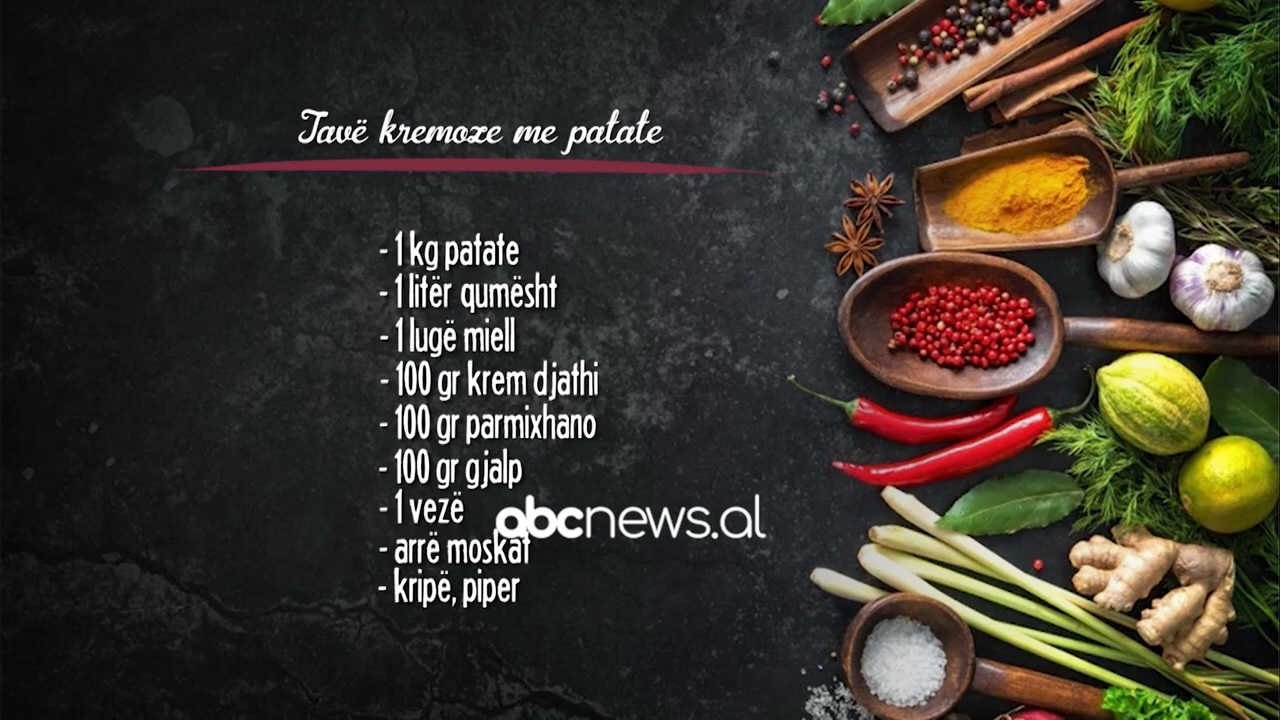 Tavë kremoze me patate
- 1 kg patate
- 1 litër qumësht
- 1 lugë miell
- 100 gr krem djathi
- 100 gr parmixhano
- 100 gr gjalp
- 1 vezë
abcnews.al
- arrë moskat
- kripë, piper